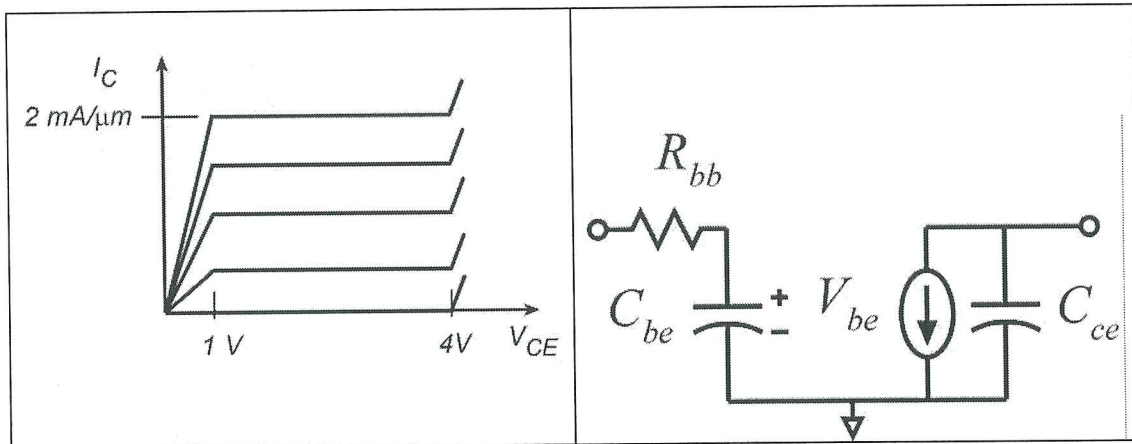 I_C
2 mA/μm
1 V
4V
V_CE
R_bb
C_be
+
−
V_be
C_ce